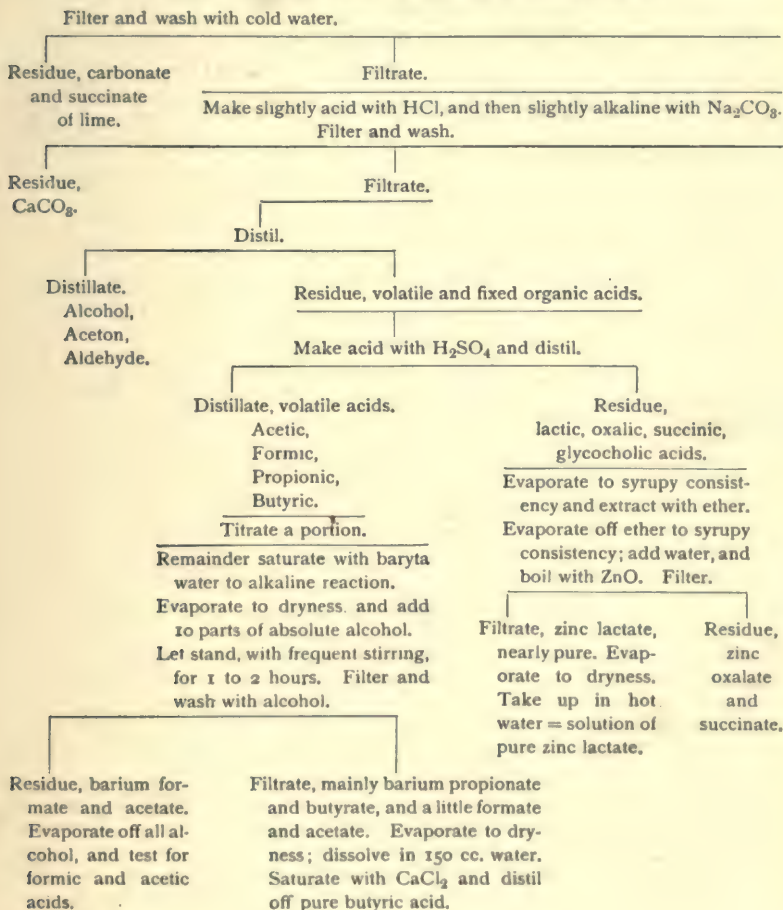 Filter and wash with cold water.
Residue, carbonate
and succinate
of lime.
Filtrate.
Make slightly acid with HCl, and then slightly alkaline with Na₂CO₃.
Filter and wash.
Residue,
CaCO₃.
Filtrate.
Distil.
Distillate.
Alcohol,
Aceton,
Aldehyde.
Residue, volatile and fixed organic acids.
Make acid with H₂SO₄ and distil.
Distillate, volatile acids.
Acetic,
Formic,
Propionic,
Butyric.
Titrate a portion.
Remainder saturate with baryta
water to alkaline reaction.
Evaporate to dryness. and add
10 parts of absolute alcohol.
Let stand, with frequent stirring,
for 1 to 2 hours. Filter and
wash with alcohol.
Residue,
lactic, oxalic, succinic,
glycocholic acids.
Evaporate to syrupy consist-
ency and extract with ether.
Evaporate off ether to syrupy
consistency; add water, and
boil with ZnO. Filter.
Filtrate, zinc lactate,
nearly pure. Evap-
orate to dryness.
Take up in hot
water = solution of
pure zinc lactate.
Residue,
zinc
oxalate
and
succinate.
Residue, barium for-
mate and acetate.
Evaporate off all al-
cohol, and test for
formic and acetic
acids.
Filtrate, mainly barium propionate
and butyrate, and a little formate
and acetate. Evaporate to dry-
ness; dissolve in 150 cc. water.
Saturate with CaCl₂ and distil
off pure butyric acid.